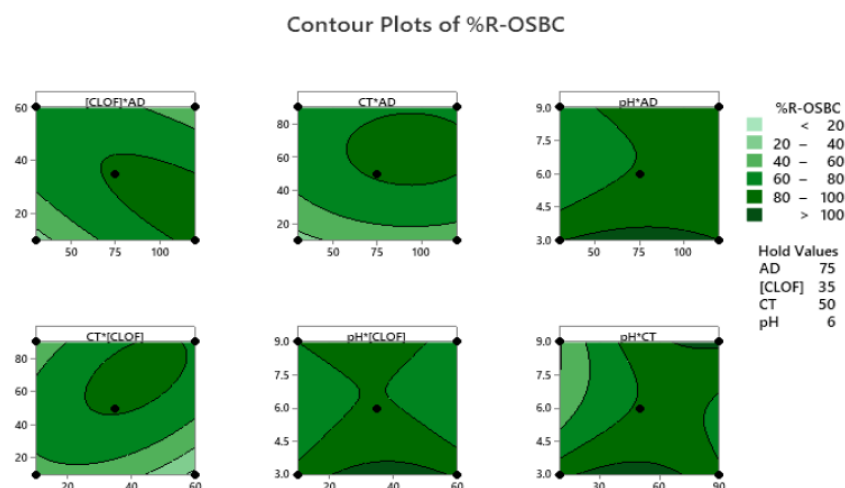 Contour Plots of %R-OSBC
[CLOF]*AD
CT*AD
pH*AD
60
40
20
50
75
100
80
60
40
20
50
75
100
9.0
7.5
6.0
4.5
3.0
50
75
100
%R-OSBC
< 20
20 – 40
40 – 60
60 – 80
80 – 100
> 100
Hold Values
AD 75
[CLOF] 35
CT 50
pH 6
CT*[CLOF]
pH*[CLOF]
pH*CT
80
60
40
20
20
40
60
9.0
7.5
6.0
4.5
3.0
20
40
60
9.0
7.5
6.0
4.5
3.0
30
60
90